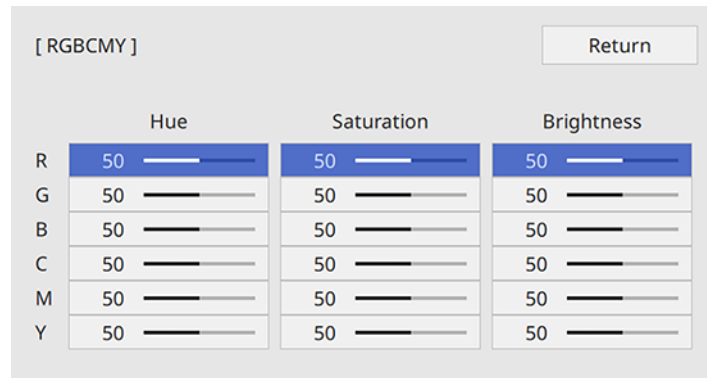 [ RGBCMY ] Return
Hue Saturation Brightness
R 50 50 50
G 50 50 50
B 50 50 50
C 50 50 50
M 50 50 50
Y 50 50 50